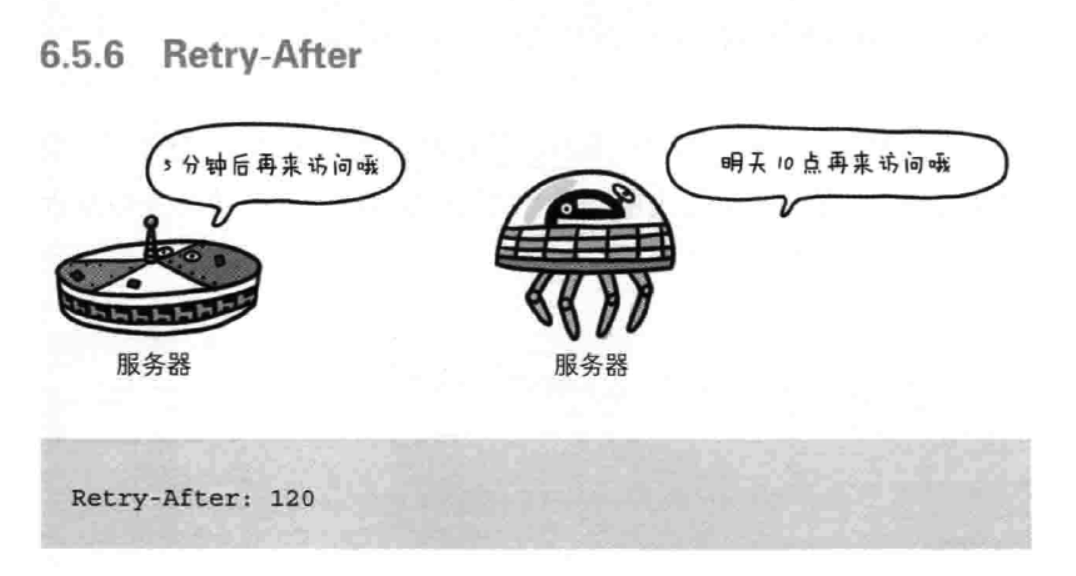 6.5.6 Retry-After
5 分钟后再来访问哦
明天 10 点再来访问哦
服务器
服务器
Retry-After: 120